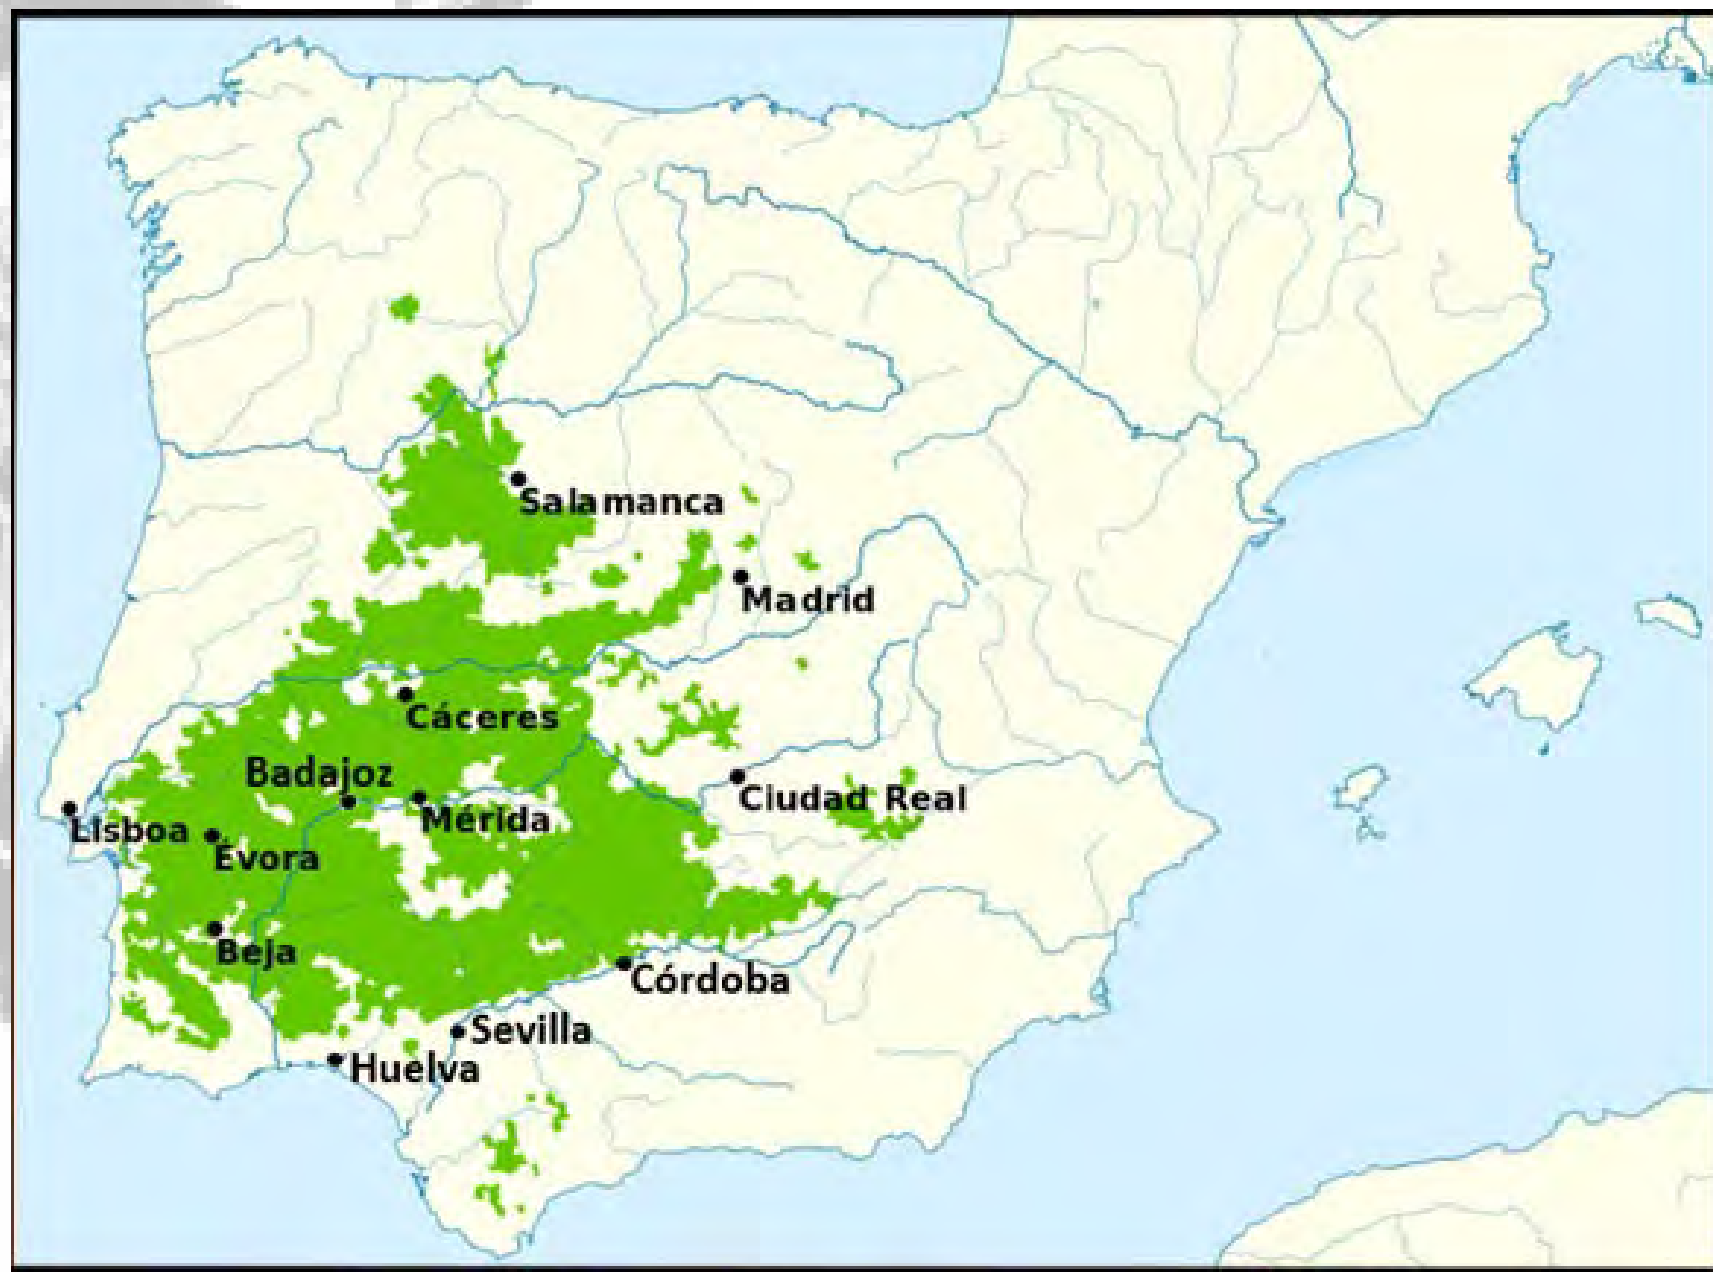 Salamanca
Madrid
Cáceres
Badajoz
Mérida
Ciudad Real
Lisboa
Évora
Beja
Córdoba
Sevilla
Huelva